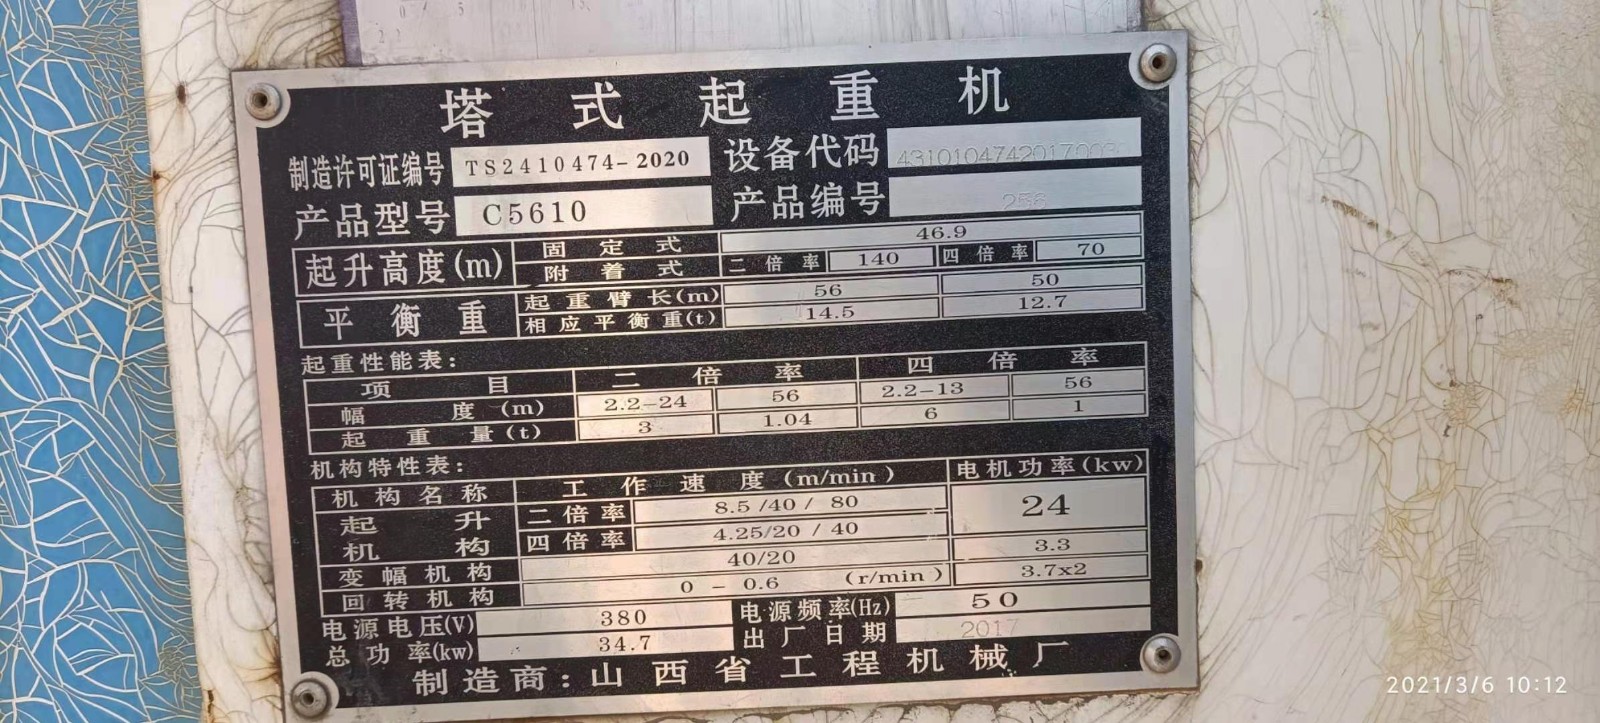 塔式起重机
制造许可证编号 TS2410474-2020 设备代码
产品型号 C5610 产品编号
起升高度(m) 固定式 46.9
附着式 二倍率 140 四倍率 70
平衡重 起重臂长(m) 56 50
相应平衡重(t) 14.5 12.7
起重性能表:
项目 二倍率 四倍率
幅度(m) 2.2-24 56 2.2-13 56
起重量(t) 3 1.04 6 1
机构特性表:
机构名称 工作速度(m/min) 电机功率(kw)
起升机构 二倍率 8.5/40/80 24
四倍率 4.25/20/40
变幅机构 40/20 3.3
回转机构 0-0.6 (r/min) 3.7x2
电源电压(V) 380 电源频率(Hz) 50
总功率(kw) 34.7 出厂日期 2017
制造商:山西省工程机械厂
2021/3/6 10:12